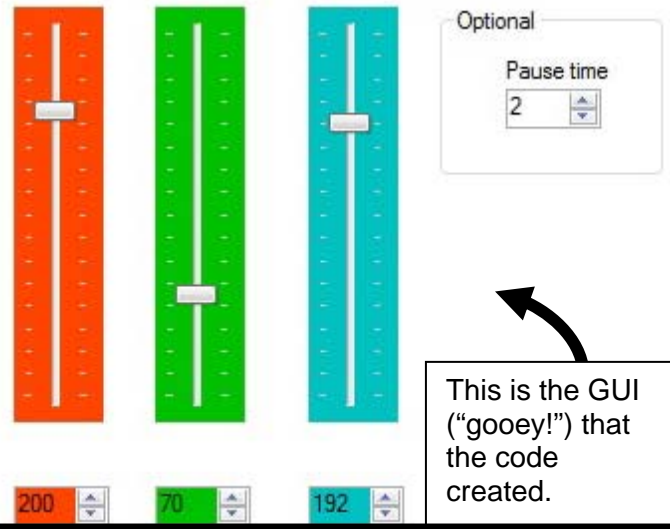 Optional
Pause time
2
This is the GUI
(“gooey!”) that
the code
created.
200
70
192